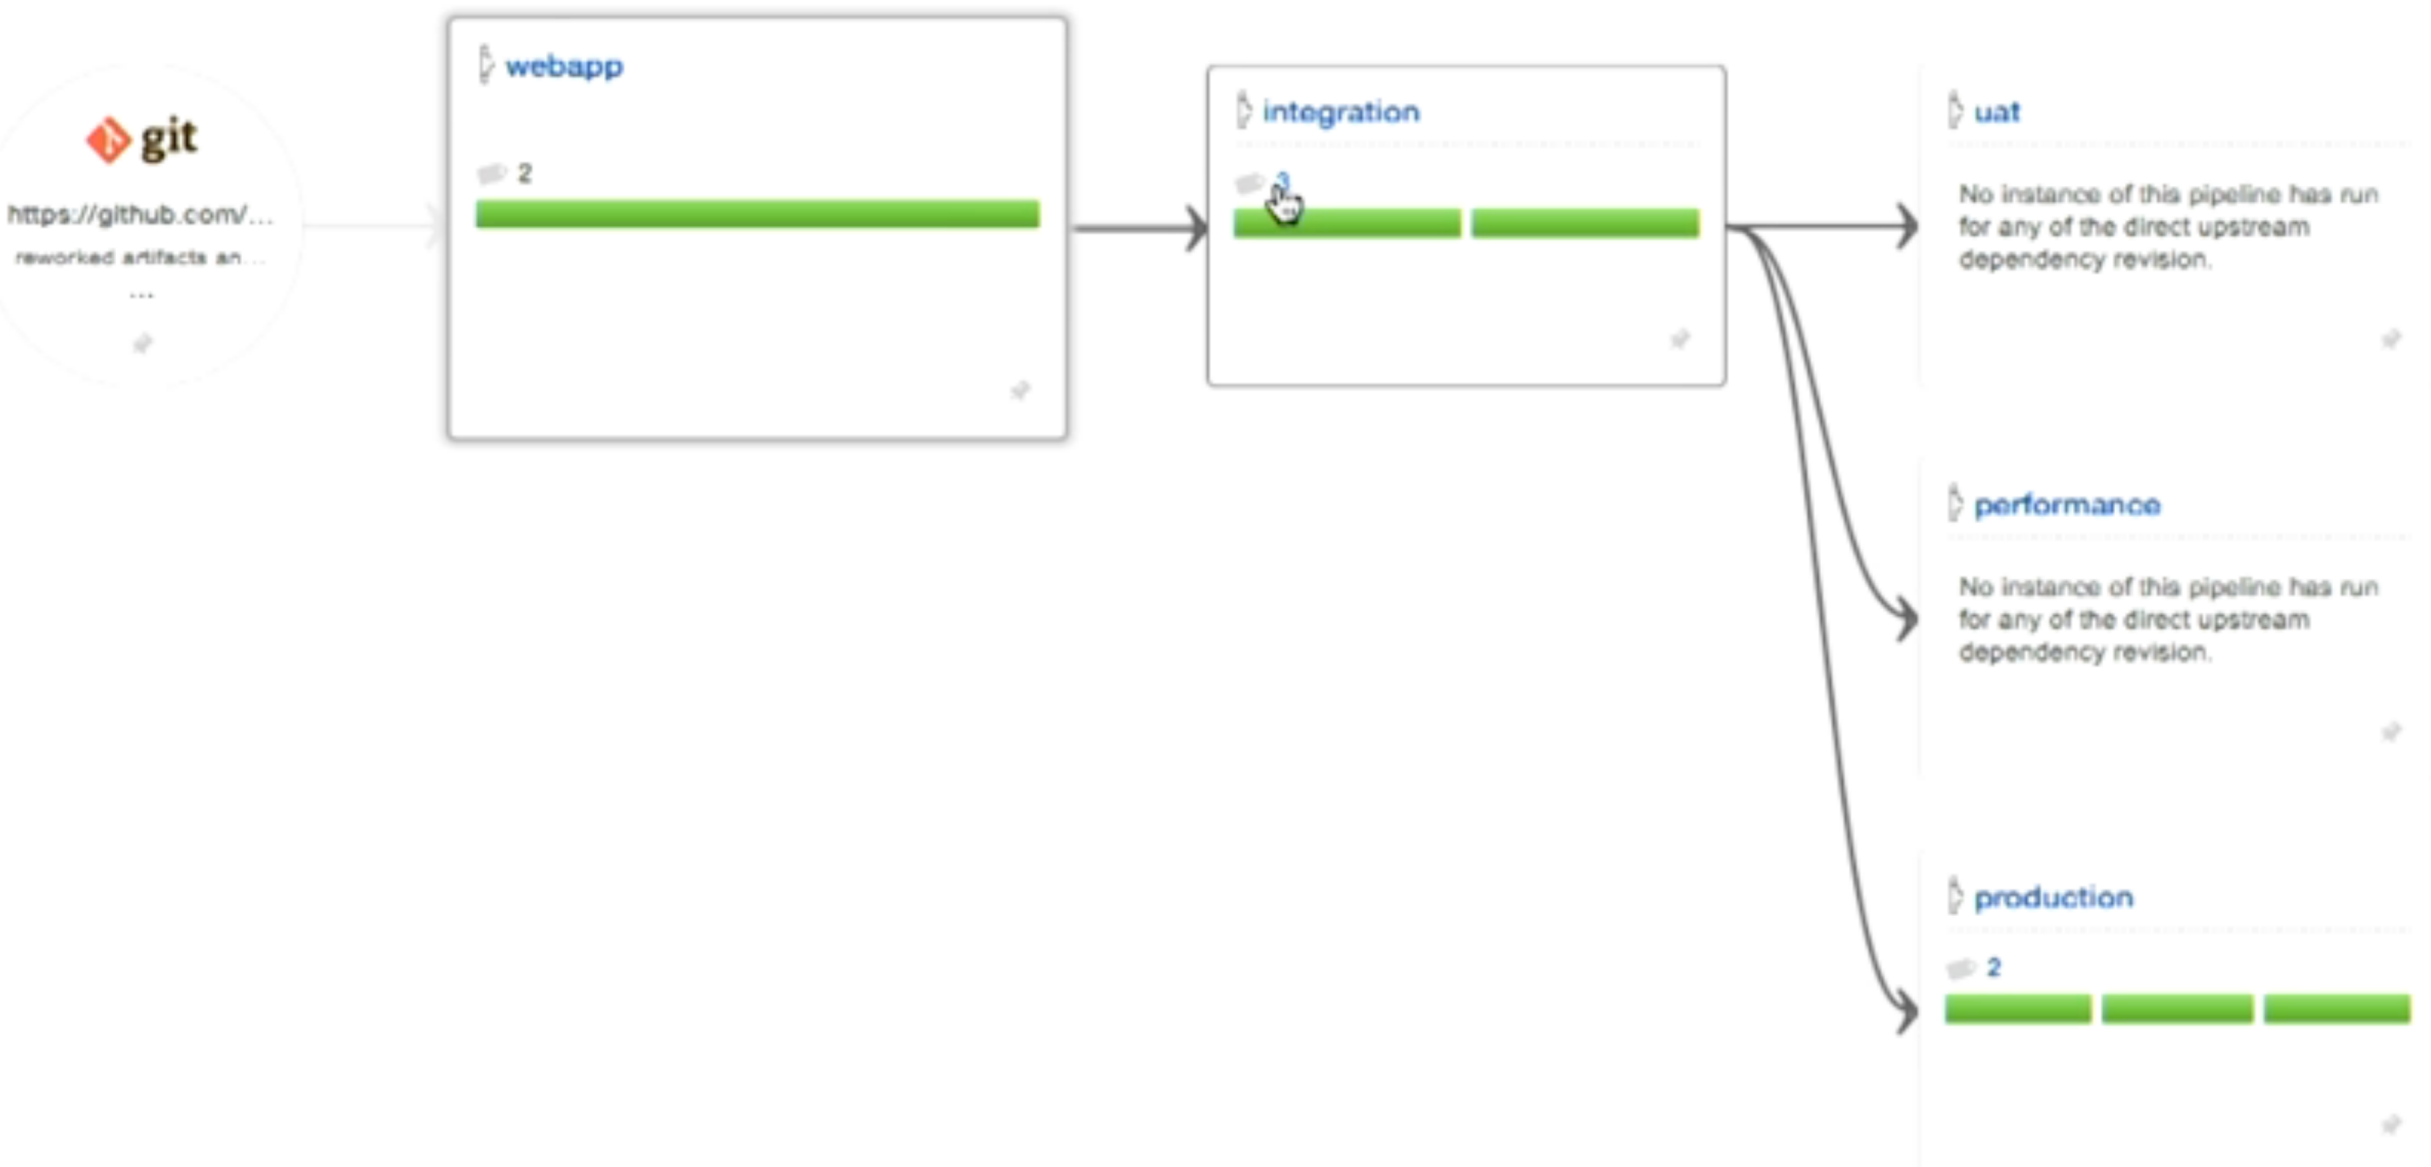 git
https://github.com/...
reworked artifacts an...
...
webapp
2
integration
3
uat
No instance of this pipeline has run
for any of the direct upstream
dependency revision.
performance
No instance of this pipeline has run
for any of the direct upstream
dependency revision.
production
2